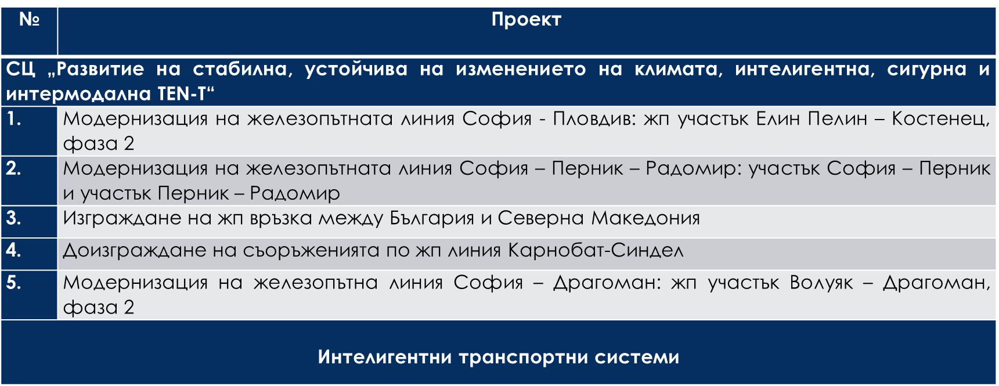 № Проект
СЦ „Развитие на стабилна, устойчива на изменението на климата, интелигентна, сигурна и
интермодална TEN-T“
1. Модернизация на железопътната линия София - Пловдив: жп участък Елин Пелин – Костенец,
фаза 2
2. Модернизация на железопътната линия София – Перник – Радомир: участък София – Перник
и участък Перник – Радомир
3. Изграждане на жп връзка между България и Северна Македония
4. Доизграждане на съоръженията по жп линия Карнобат-Синдел
5. Модернизация на железопътна линия София – Драгоман: жп участък Волуяк – Драгоман,
фаза 2
Интелигентни транспортни системи